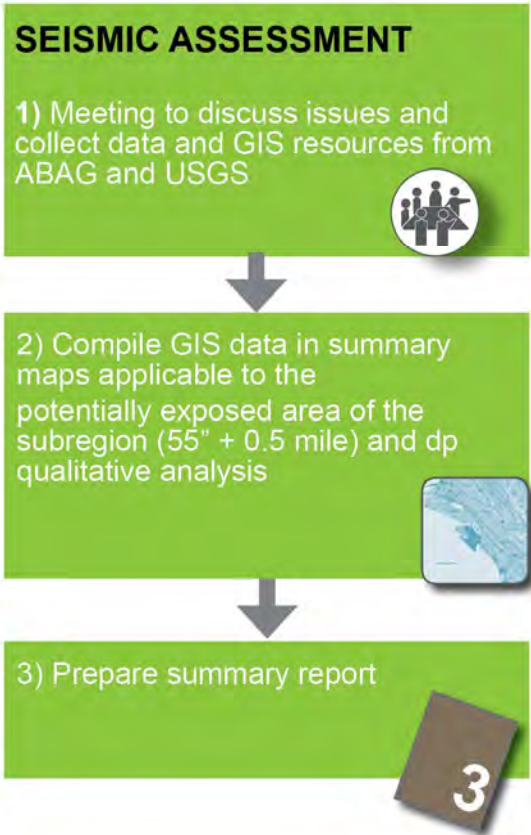 SEISMIC ASSESSMENT
1) Meeting to discuss issues and
collect data and GIS resources from
ABAG and USGS
2) Compile GIS data in summary
maps applicable to the
potentially exposed area of the
subregion (55” + 0.5 mile) and dp
qualitative analysis
3) Prepare summary report
3